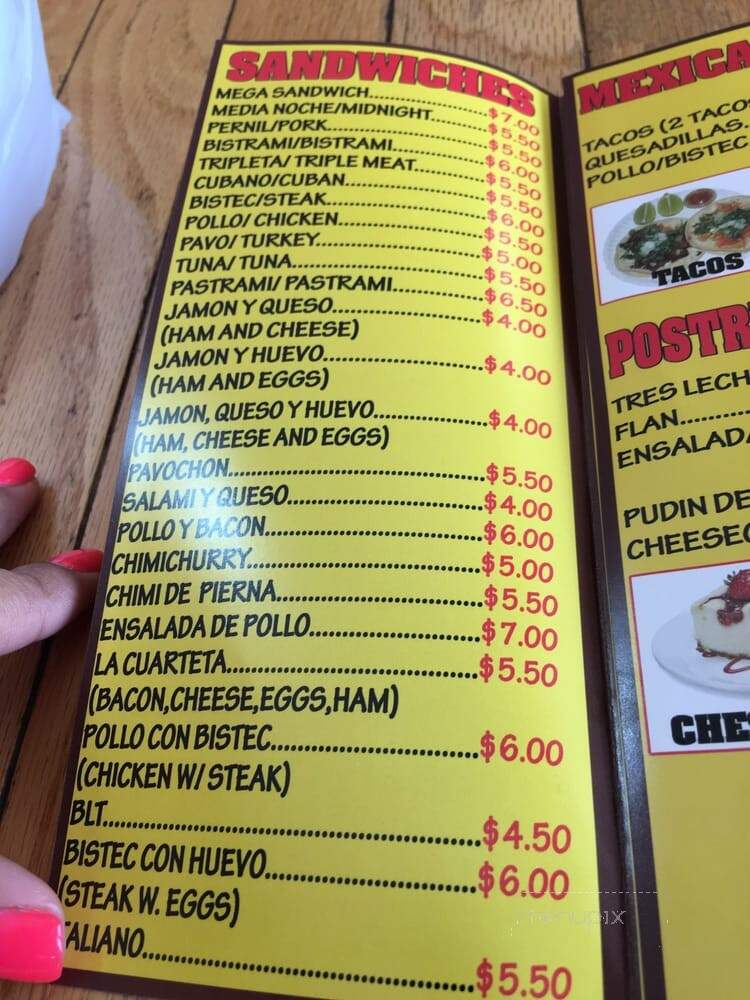 SANDWICHES
MEGA SANDWICH....................$7.00
MEDIA NOCHE/MIDNIGHT.........$5.50
PERNIL/PORK..........................$5.50
BISTRAMI/BISTRAMI................$6.00
TRIPLETA/ TRIPLE MEAT...........$5.50
CUBANO/CUBAN......................$5.50
BISTEC/STEAK........................$6.00
POLLO/ CHICKEN.....................$5.50
PAVO/ TURKEY........................$5.00
TUNA/ TUNA............................$5.50
PASTRAMI/ PASTRAMI..............$6.50
JAMON Y QUESO......................$4.00
(HAM AND CHEESE)
JAMON Y HUEVO......................$4.00
(HAM AND EGGS)
JAMON, QUESO Y HUEVO...........$4.00
(HAM, CHEESE AND EGGS)
PAVOCHON..............................$5.50
SALAMI Y QUESO......................$4.00
POLLO Y BACON.......................$6.00
CHIMICHURRY..........................$5.00
CHIMI DE PIERNA.....................$5.50
ENSALADA DE POLLO................$7.00
LA CUARTETA..........................$5.50
(BACON,CHEESE,EGGS,HAM)
POLLO CON BISTEC..................$6.00
(CHICKEN W/ STEAK)
BLT..........................................$4.50
BISTEC CON HUEVO.................$6.00
(STEAK W. EGGS)
TALIANO..................................$5.50
MEXICA
TACOS (2 TACO
QUESADILLAS.
POLLO/BISTEC
TACOS
POSTR
TRES LECH
FLAN...........
ENSALADA
PUDIN DE
CHEESEC
CHE
menupix